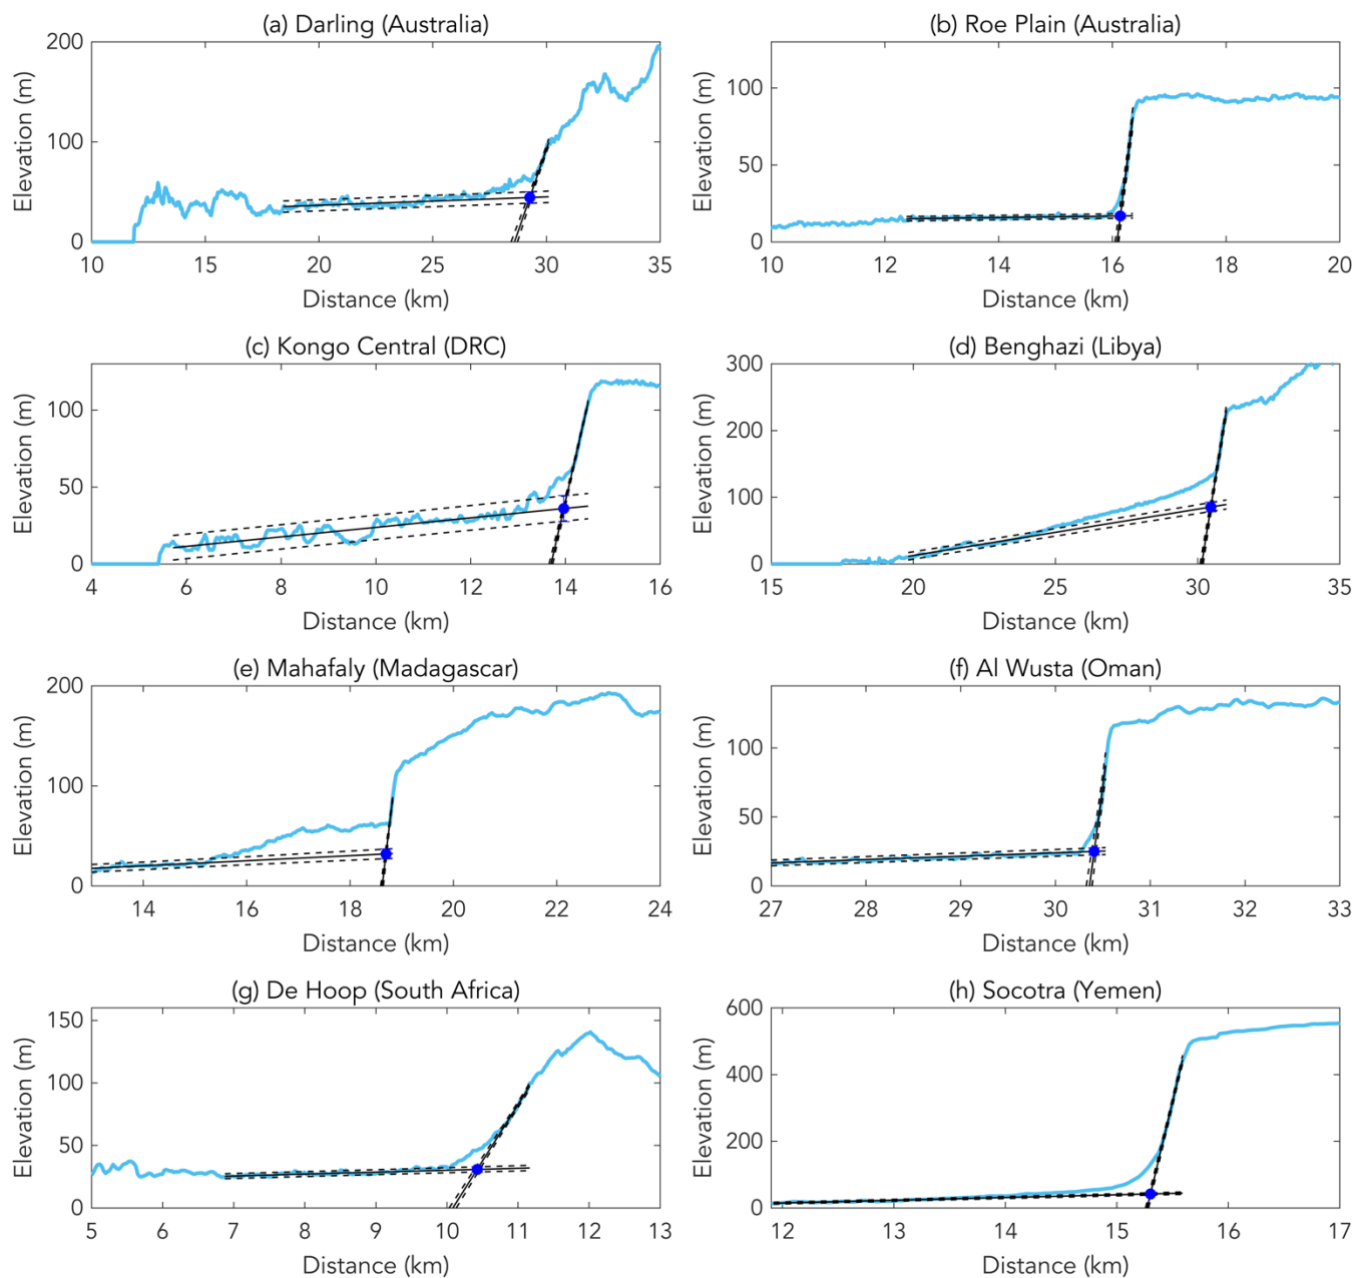 (a) Darling (Australia)
Elevation (m)
200
100
0
10 15 20 25 30 35
Distance (km)
(b) Roe Plain (Australia)
Elevation (m)
100
50
0
10 12 14 16 18 20
Distance (km)
(c) Kongo Central (DRC)
Elevation (m)
100
50
0
4 6 8 10 12 14 16
Distance (km)
(d) Benghazi (Libya)
Elevation (m)
300
200
100
0
15 20 25 30 35
Distance (km)
(e) Mahafaly (Madagascar)
Elevation (m)
200
100
0
14 16 18 20 22 24
Distance (km)
(f) Al Wusta (Oman)
Elevation (m)
100
50
0
27 28 29 30 31 32 33
Distance (km)
(g) De Hoop (South Africa)
Elevation (m)
150
100
50
0
5 6 7 8 9 10 11 12 13
Distance (km)
(h) Socotra (Yemen)
Elevation (m)
600
400
200
0
12 13 14 15 16 17
Distance (km)